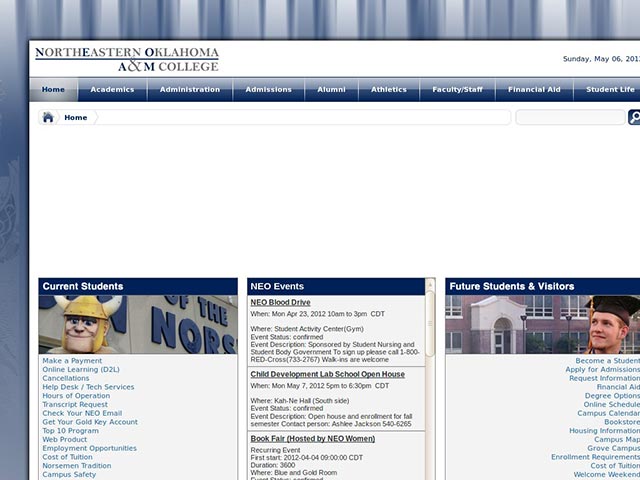 NORTHEASTERN OKLAHOMA
A&M COLLEGE
Sunday, May 06, 201
Home Academics Administration Admissions Alumni Athletics Faculty/Staff Financial Aid Student Life
Home
Current Students
OF THE
NORS
Make a Payment
Online Learning (D2L)
Cancellations
Help Desk / Tech Services
Hours of Operation
Transcript Request
Check Your NEO Email
Get Your Gold Key Account
Top 10 Program
Web Product
Employment Opportunities
Cost of Tuition
Norsemen Tradition
Campus Safety
NEO Events
NEO Blood Drive
When: Mon Apr 23, 2012 10am to 3pm CDT
Where: Student Activity Center(Gym)
Event Status: confirmed
Event Description: Sponsored by Student Nursing and
Student Body Government To sign up please call 1-800-
RED-Cross(733-2767) Walk-ins are welcome
Child Development Lab School Open House
When: Mon May 7, 2012 5pm to 6:30pm CDT
Where: Kah-Ne Hall (South side)
Event Status: confirmed
Event Description: Open house and enrollment for fall
semester Contact person: Ashlee Jackson 540-6265
Book Fair (Hosted by NEO Women)
Recurring Event
First start: 2012-04-04 09:00:00 CDT
Duration: 3600
Where: Blue and Gold Room
Event Status: confirmed
Future Students & Visitors
Become a Student
Apply for Admissions
Request Information
Financial Aid
Degree Options
Online Schedule
Campus Calendar
Bookstore
Housing Information
Campus Map
Grove Campus
Enrollment Requirements
Cost of Tuition
Welcome Weekend